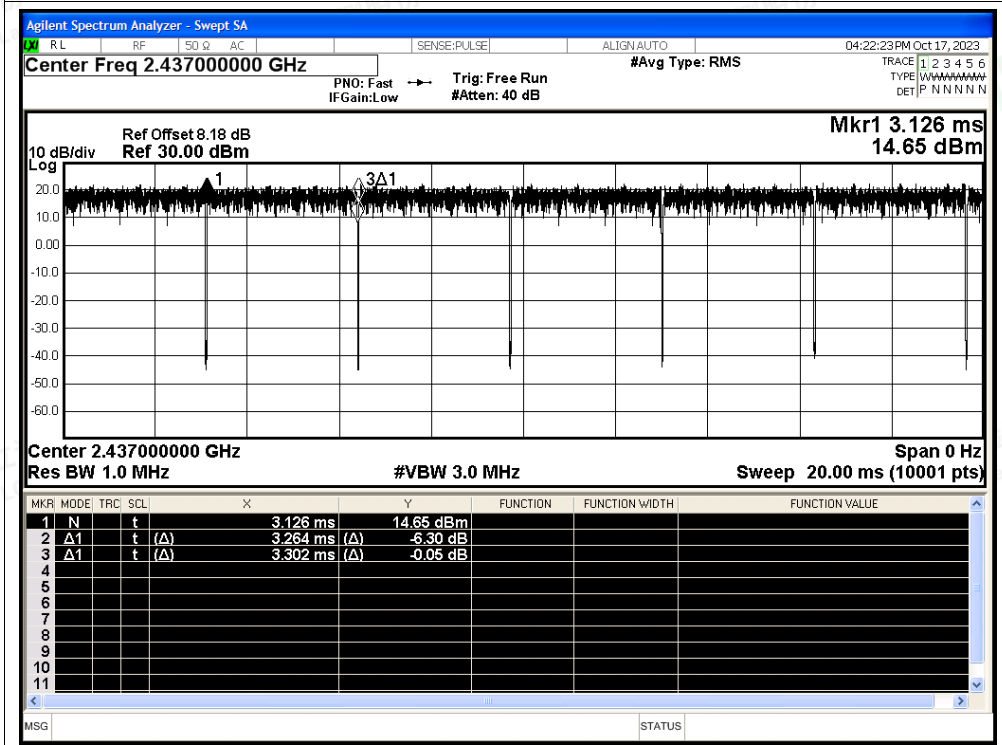 Agilent Spectrum Analyzer - Swept SA
LXI RL RF 50 Ω AC SENSE:PULSE ALIGN AUTO 04:22:23 PM Oct 17, 2023
Center Freq 2.437000000 GHz #Avg Type: RMS TRACE 1 2 3 4 5 6
PNO: Fast Trig: Free Run TYPE WWWWWW
IFGain:Low #Atten: 40 dB DET P N N N N N
Mkr1 3.126 ms
14.65 dBm
Ref Offset 8.18 dB
10 dB/div Ref 30.00 dBm
Log
1
3Δ1
20.0
10.0
0.00
-10.0
-20.0
-30.0
-40.0
-50.0
-60.0
Center 2.437000000 GHz Span 0 Hz
Res BW 1.0 MHz #VBW 3.0 MHz Sweep 20.00 ms (10001 pts)
MKR MODE TRC SCL X Y FUNCTION FUNCTION WIDTH FUNCTION VALUE
1 N t 3.126 ms 14.65 dBm
2 Δ1 t (Δ) 3.264 ms (Δ) -6.30 dB
3 Δ1 t (Δ) 3.302 ms (Δ) -0.05 dB
4
5
6
7
8
9
10
11
MSG STATUS